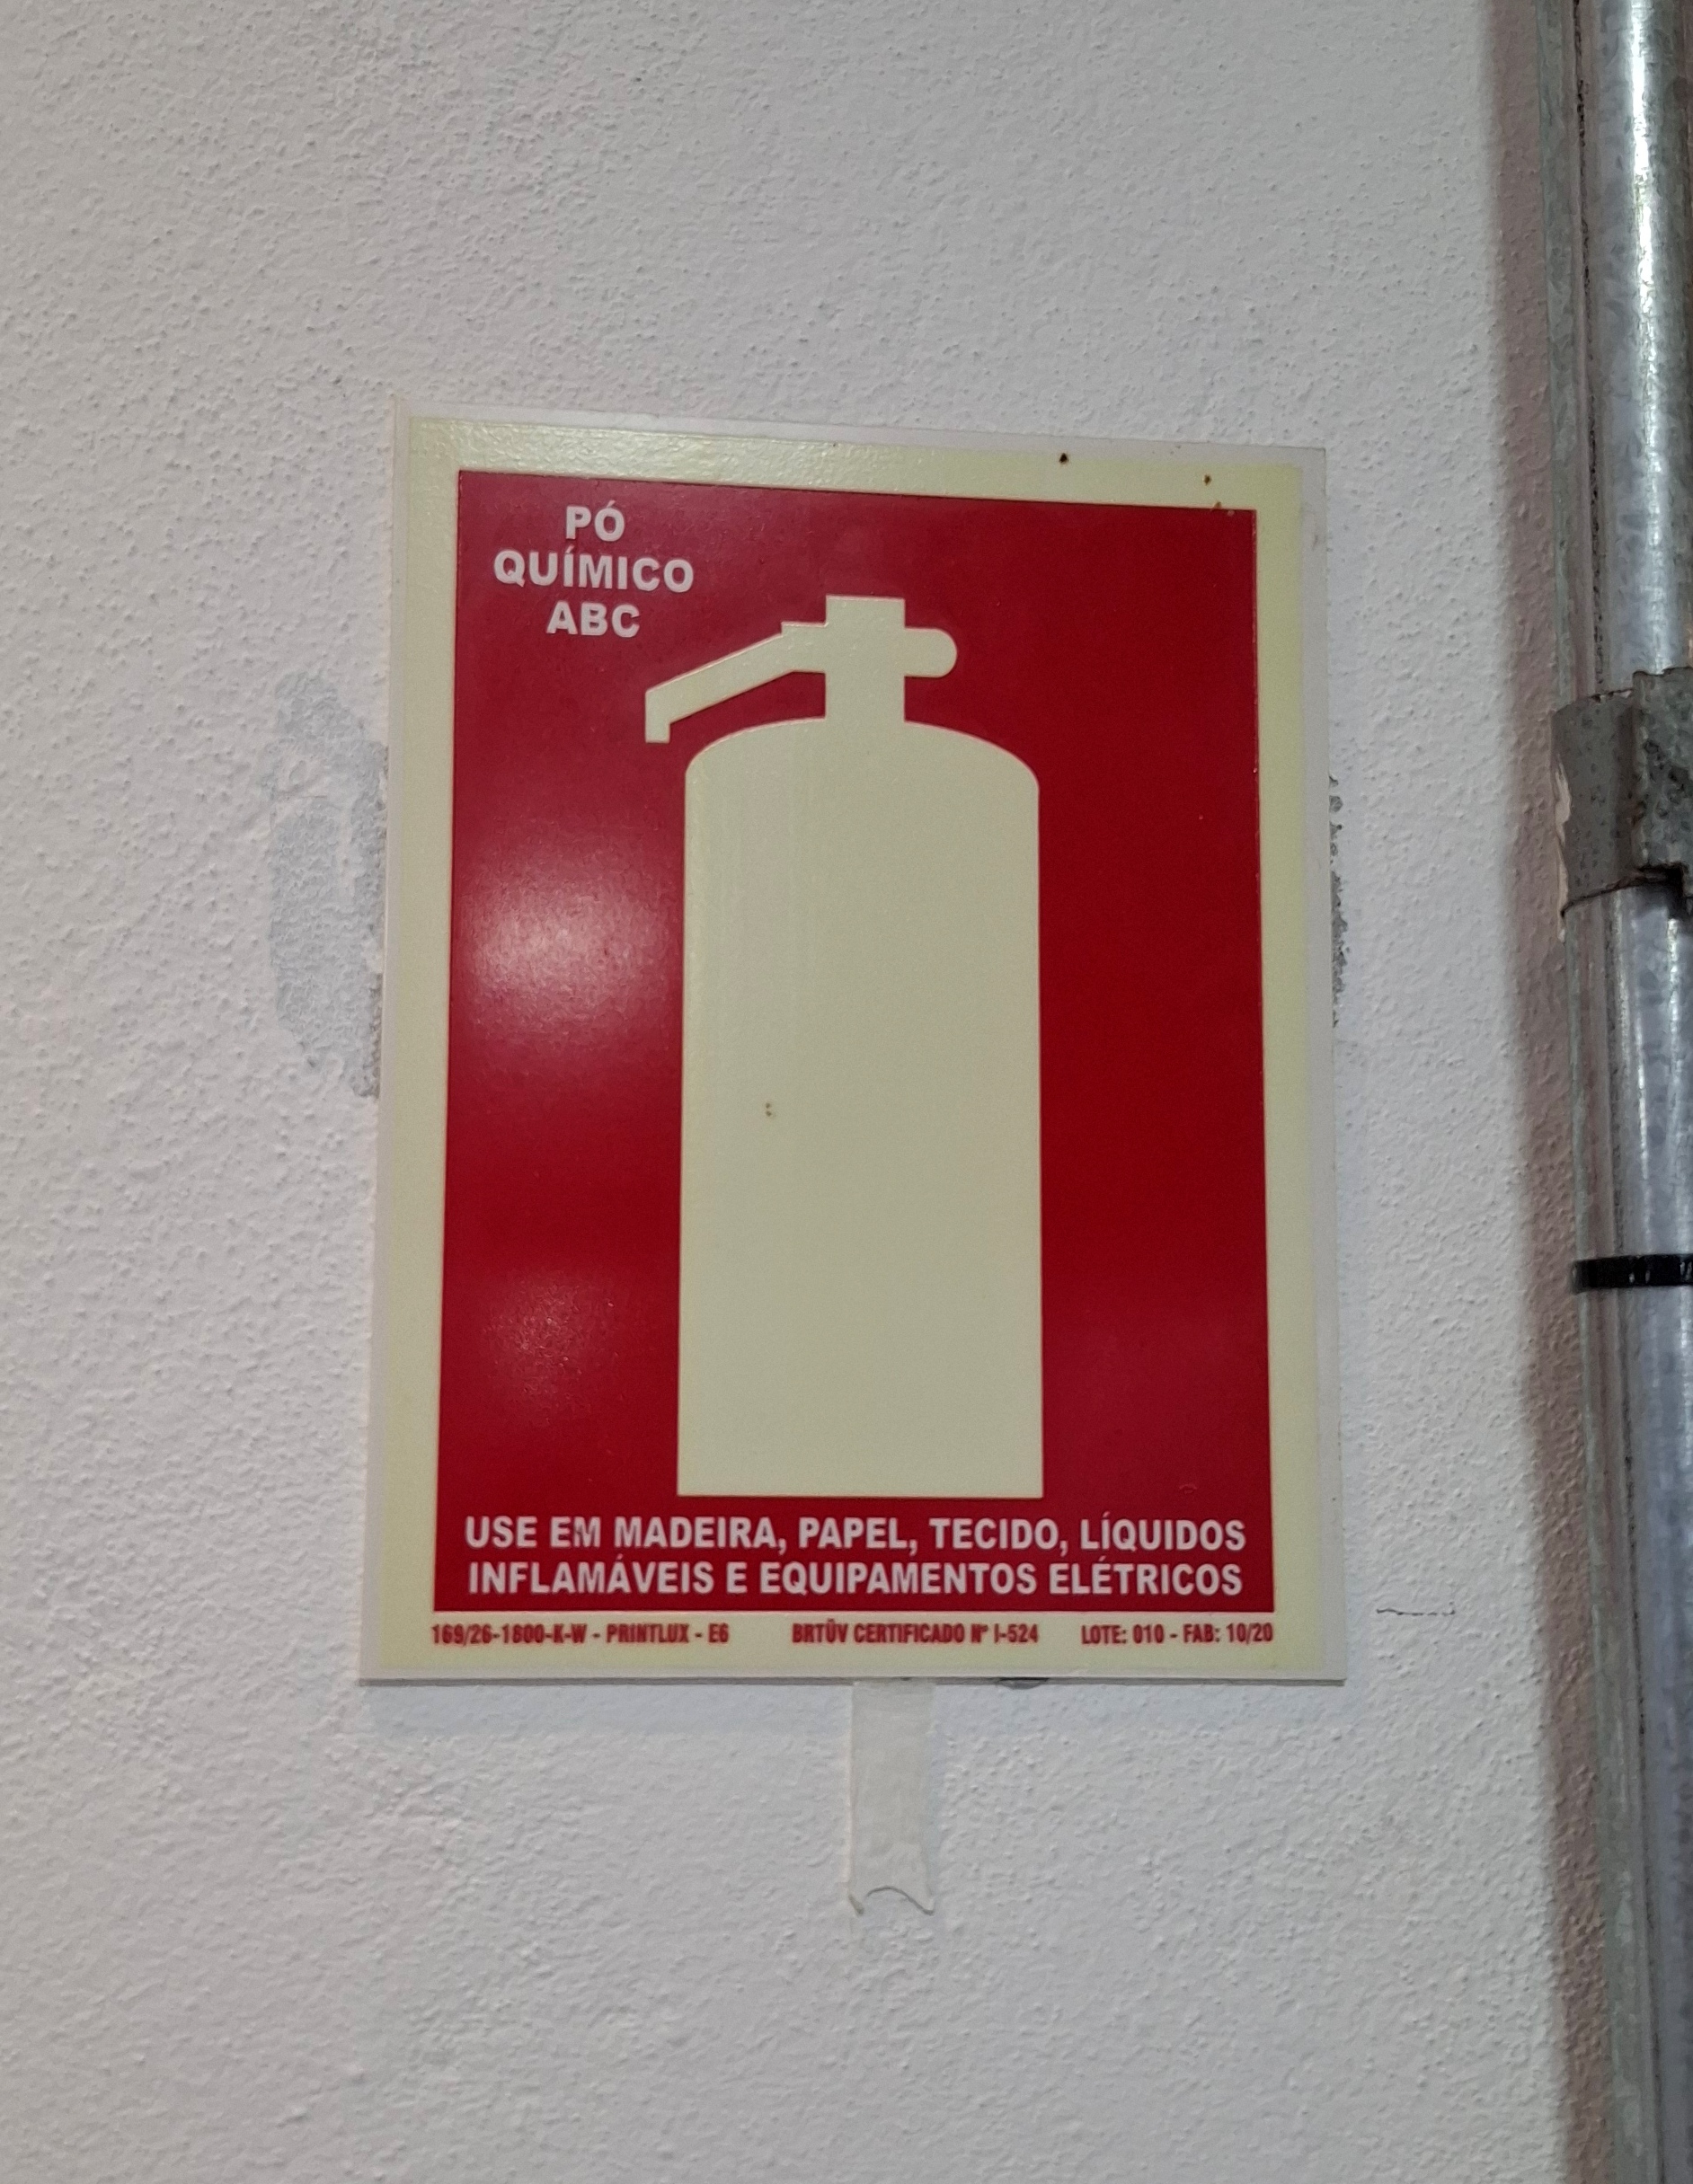 PÓ
QUÍMICO
ABC
USE EM MADEIRA, PAPEL, TECIDO, LÍQUIDOS
INFLAMÁVEIS E EQUIPAMENTOS ELÉTRICOS
169/26-1800-K-W - PRINTLUX - E6 BRTÜV CERTIFICADO Nº I-524 LOTE: 010 - FAB: 10/20